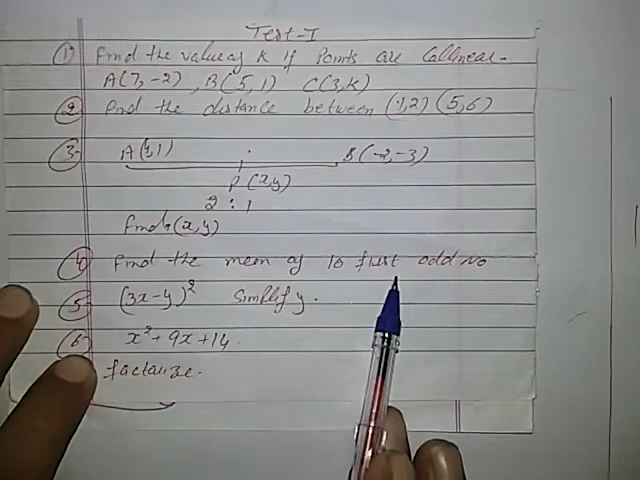 Test-I
(1) Find the value of K if points are Collinear.
A(7,-2), B(5,1) C(3,K)
(2) Find the distance between (1,2) (5,6)
(3) A(1,1) B(-2,-3)
P(x,y)
2 : 1
find (x,y)
(4) Find the mean of 10 first odd no
(5) (3x-y)² Simplify.
(6) x²+9x+14.
factorize.